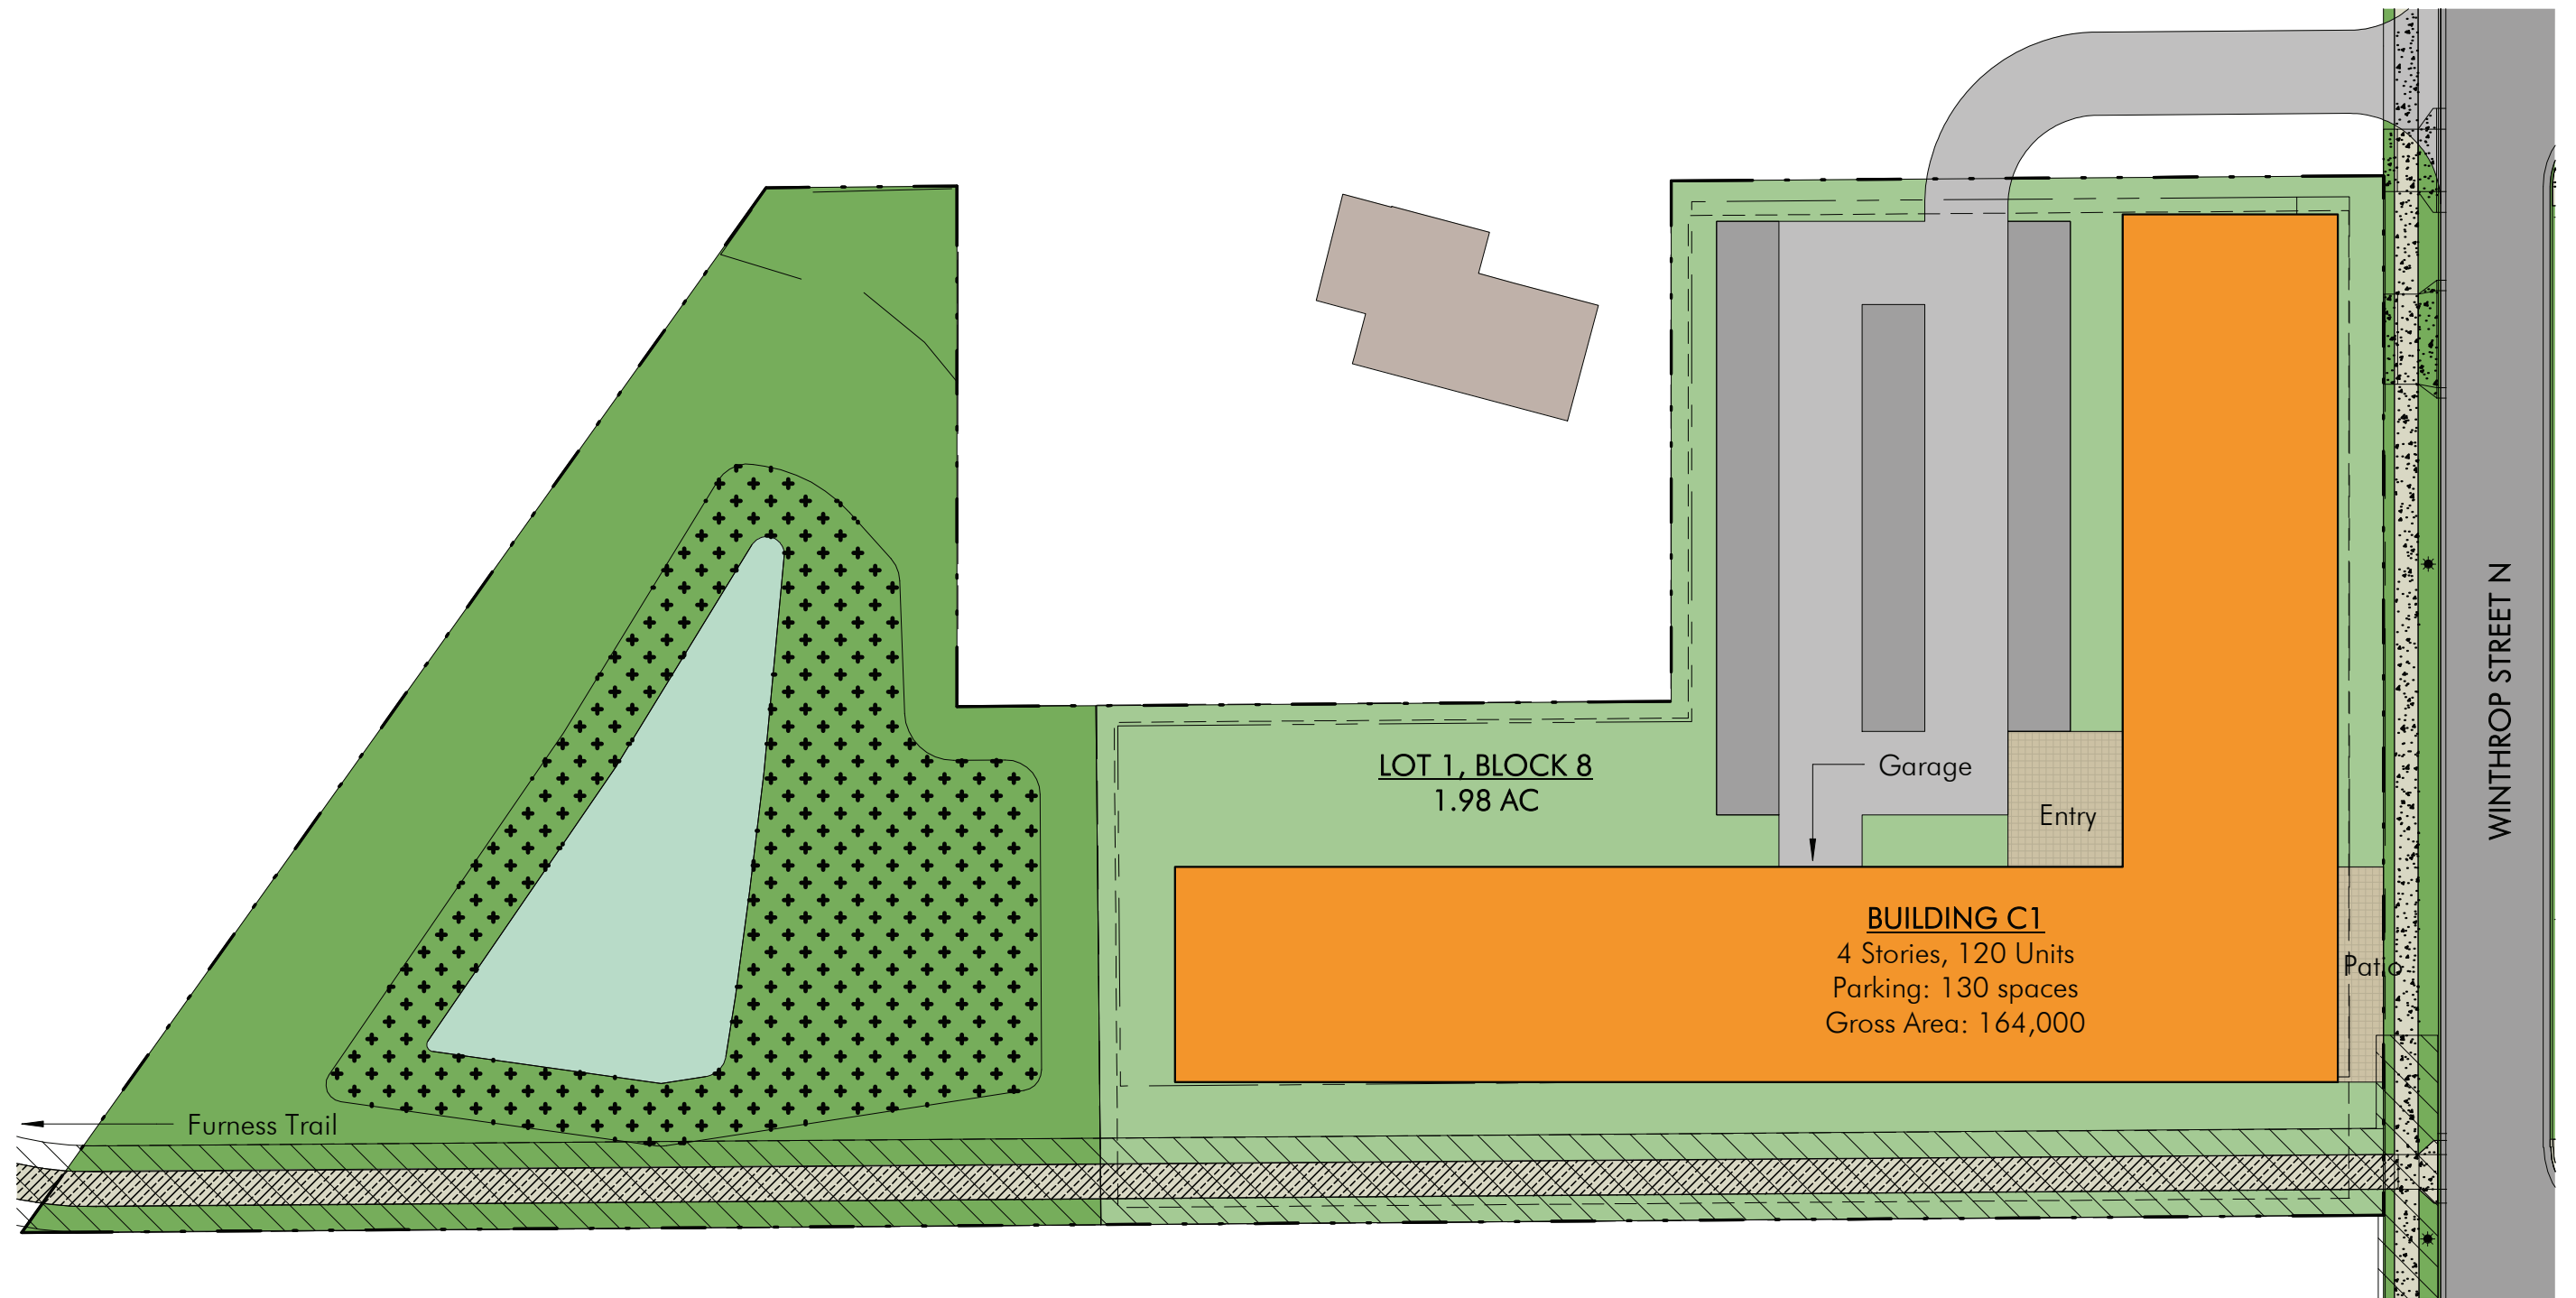 LOT 1, BLOCK 8
1.98 AC
Garage
Entry
BUILDING C1
4 Stories, 120 Units
Parking: 130 spaces
Gross Area: 164,000
Patio
WINTHROP STREET N
Furness Trail